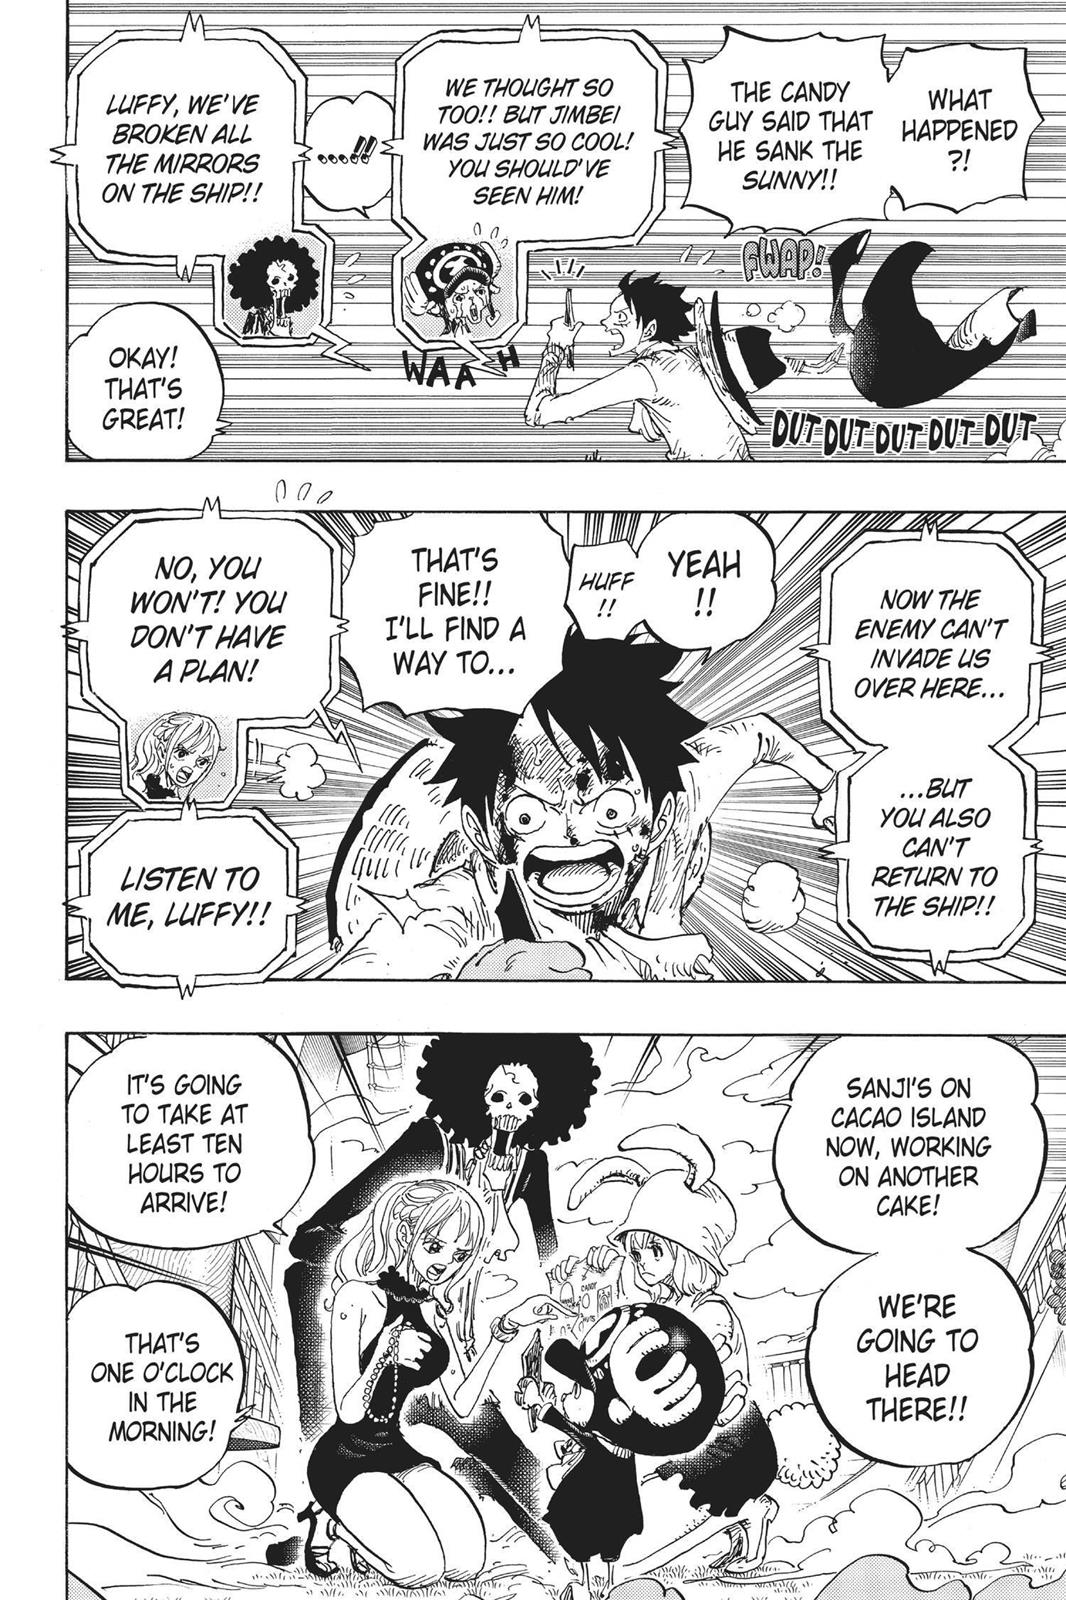 WHAT
HAPPENED
?!
THE CANDY
GUY SAID THAT
HE SANK THE
SUNNY!!
WE THOUGHT SO
TOO!! BUT JIMBEI
WAS JUST SO COOL!
YOU SHOULD'VE
SEEN HIM!
.....!!
LUFFY, WE'VE
BROKEN ALL
THE MIRRORS
ON THE SHIP!!
FWAP!
WAAH
DUT DUT DUT DUT DUT
OKAY!
THAT'S
GREAT!
NOW THE
ENEMY CAN'T
INVADE US
OVER HERE...
...BUT
YOU ALSO
CAN'T
RETURN TO
THE SHIP!!
YEAH
!!
HUFF
!!
THAT'S
FINE!!
I'LL FIND A
WAY TO...
NO, YOU
WON'T! YOU
DON'T HAVE
A PLAN!
LISTEN TO
ME, LUFFY!!
SANJI'S ON
CACAO ISLAND
NOW, WORKING
ON ANOTHER
CAKE!
WE'RE
GOING TO
HEAD
THERE!!
IT'S GOING
TO TAKE AT
LEAST TEN
HOURS TO
ARRIVE!
THAT'S
ONE O'CLOCK
IN THE
MORNING!
CANDY